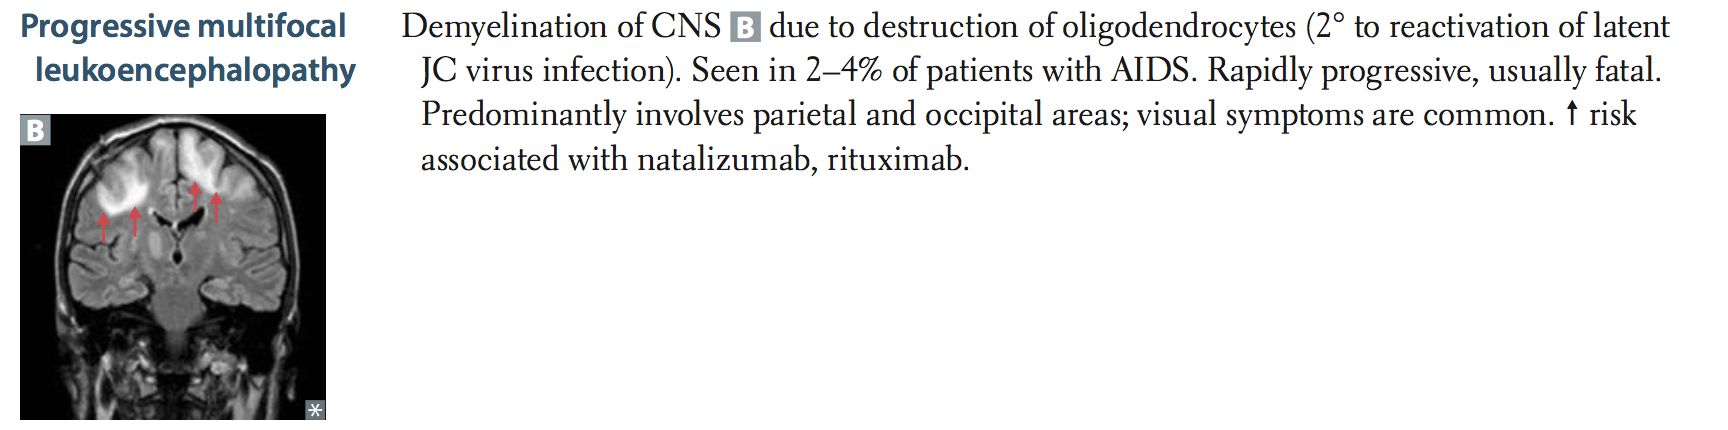 Progressive multifocal
leukoencephalopathy
B
*
Demyelination of CNS B due to destruction of oligodendrocytes (2° to reactivation of latent
JC virus infection). Seen in 2–4% of patients with AIDS. Rapidly progressive, usually fatal.
Predominantly involves parietal and occipital areas; visual symptoms are common. ↑ risk
associated with natalizumab, rituximab.